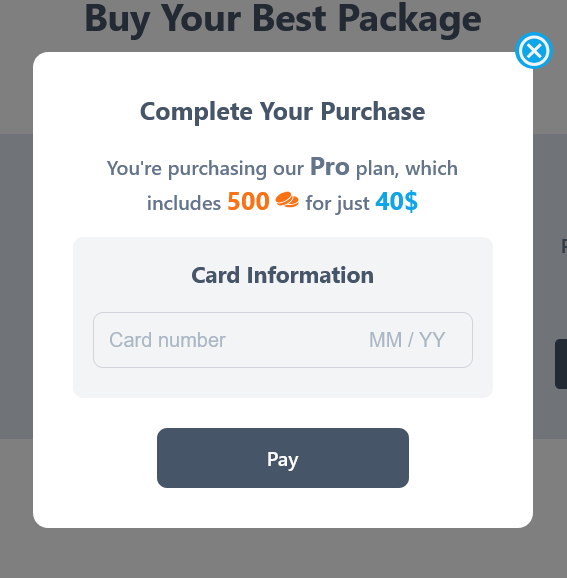 Buy Your Best Package
Complete Your Purchase
You're purchasing our Pro plan, which
includes 500 for just 40$
Card Information
Card number MM / YY
Pay